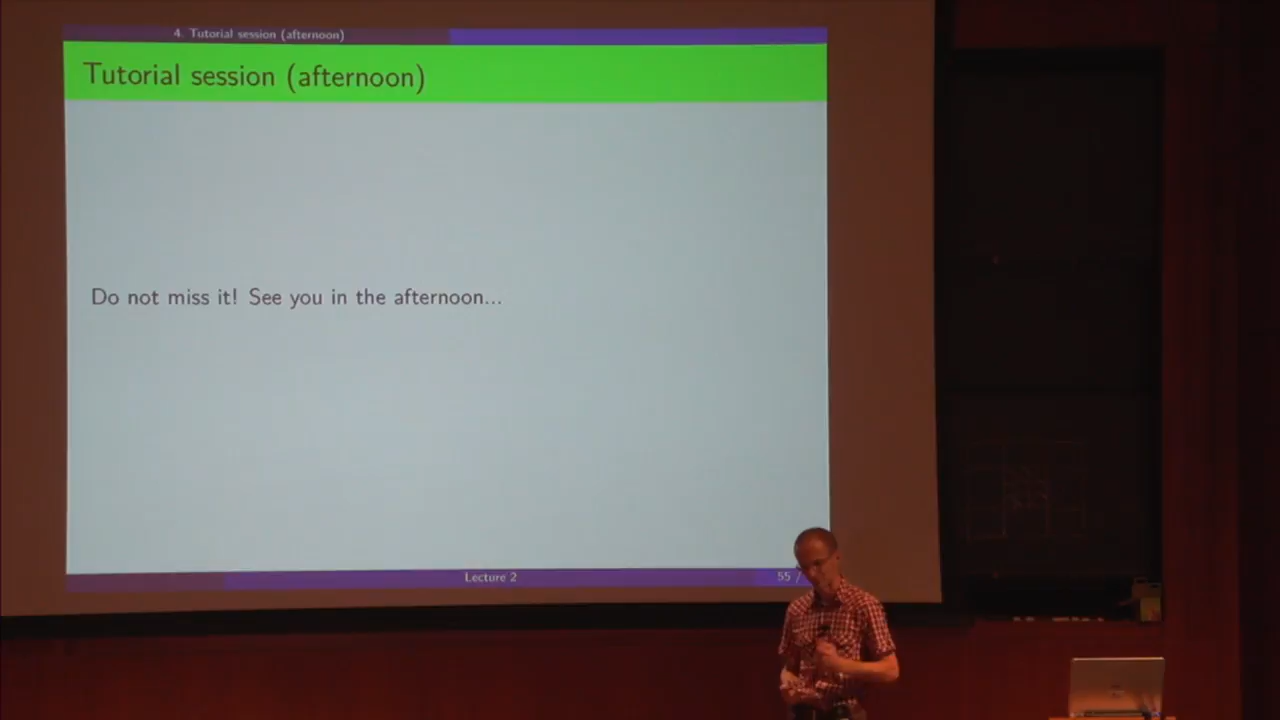 4. Tutorial session (afternoon)
Tutorial session (afternoon)
Do not miss it! See you in the afternoon...
Lecture 2
55 /